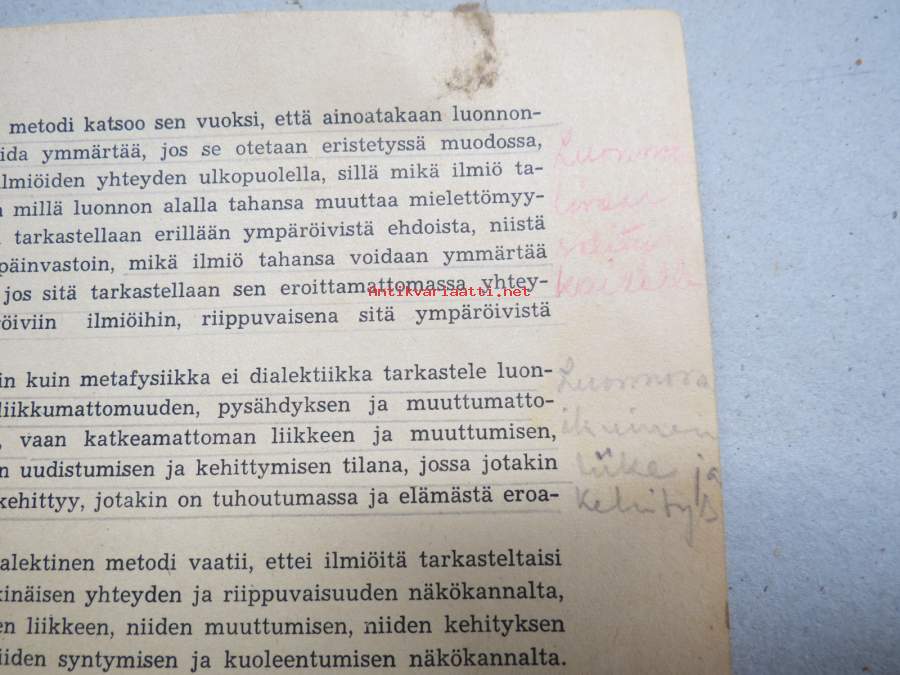 metodi katsoo sen vuoksi, että ainoatakaan luonnon-
ida ymmärtää, jos se otetaan eristetyssä muodossa,
lmiöiden yhteyden ulkopuolella, sillä mikä ilmiö ta-
millä luonnon alalla tahansa muuttaa mielettömyy-
tarkastellaan erillään ympäröivistä ehdoista, niistä
päinvastoin, mikä ilmiö tahansa voidaan ymmärtää
jos sitä tarkastellaan sen eroittamattomassa yhtey-
röiviin ilmiöihin, riippuvaisena sitä ympäröivistä
Antikvariaatti.net
in kuin metafysiikka ei dialektiikka tarkastele luon-
liikkumattomuuden, pysähdyksen ja muuttumatto-
, vaan katkeamattoman liikkeen ja muuttumisen,
n uudistumisen ja kehittymisen tilana, jossa jotakin
kehittyy, jotakin on tuhoutumassa ja elämästä eroa-
Luonnossa
ikuinen
liike ja
kehitys
alektinen metodi vaatii, ettei ilmiöitä tarkasteltaisi
kinäisen yhteyden ja riippuvaisuuden näkökannalta,
en liikkeen, niiden muuttumisen, niiden kehityksen
iiden syntymisen ja kuoleentumisen näkökannalta.